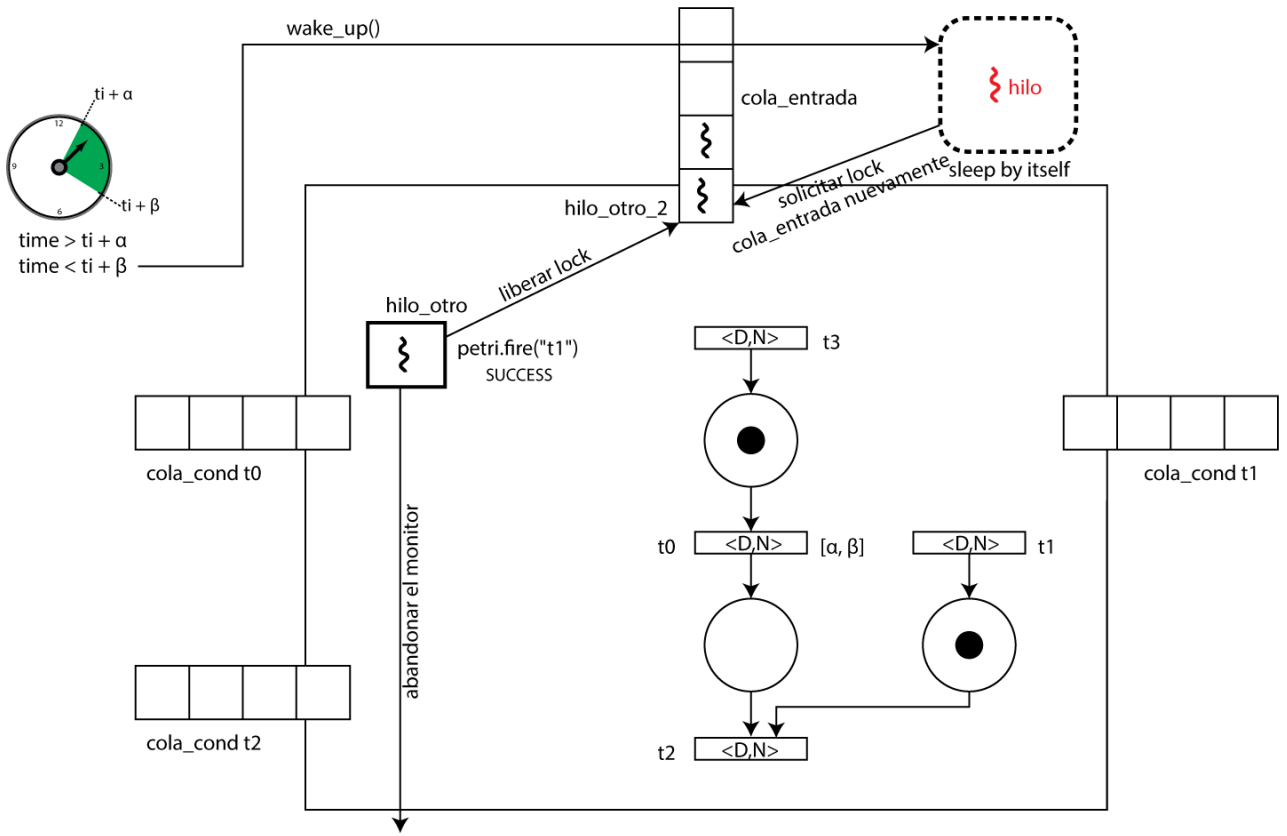 wake_up()
hilo
cola_entrada
ti + α
12
9
3
6
ti + β
sleep by itself
solicitar lock
cola_entrada nuevamente
hilo_otro_2
time > ti + α
time < ti + β
liberar lock
hilo_otro
petri.fire("t1")
SUCCESS
<D,N>
t3
cola_cond t0
cola_cond t1
abandonar el monitor
t0
<D,N>
[α, β]
<D,N>
t1
cola_cond t2
t2
<D,N>